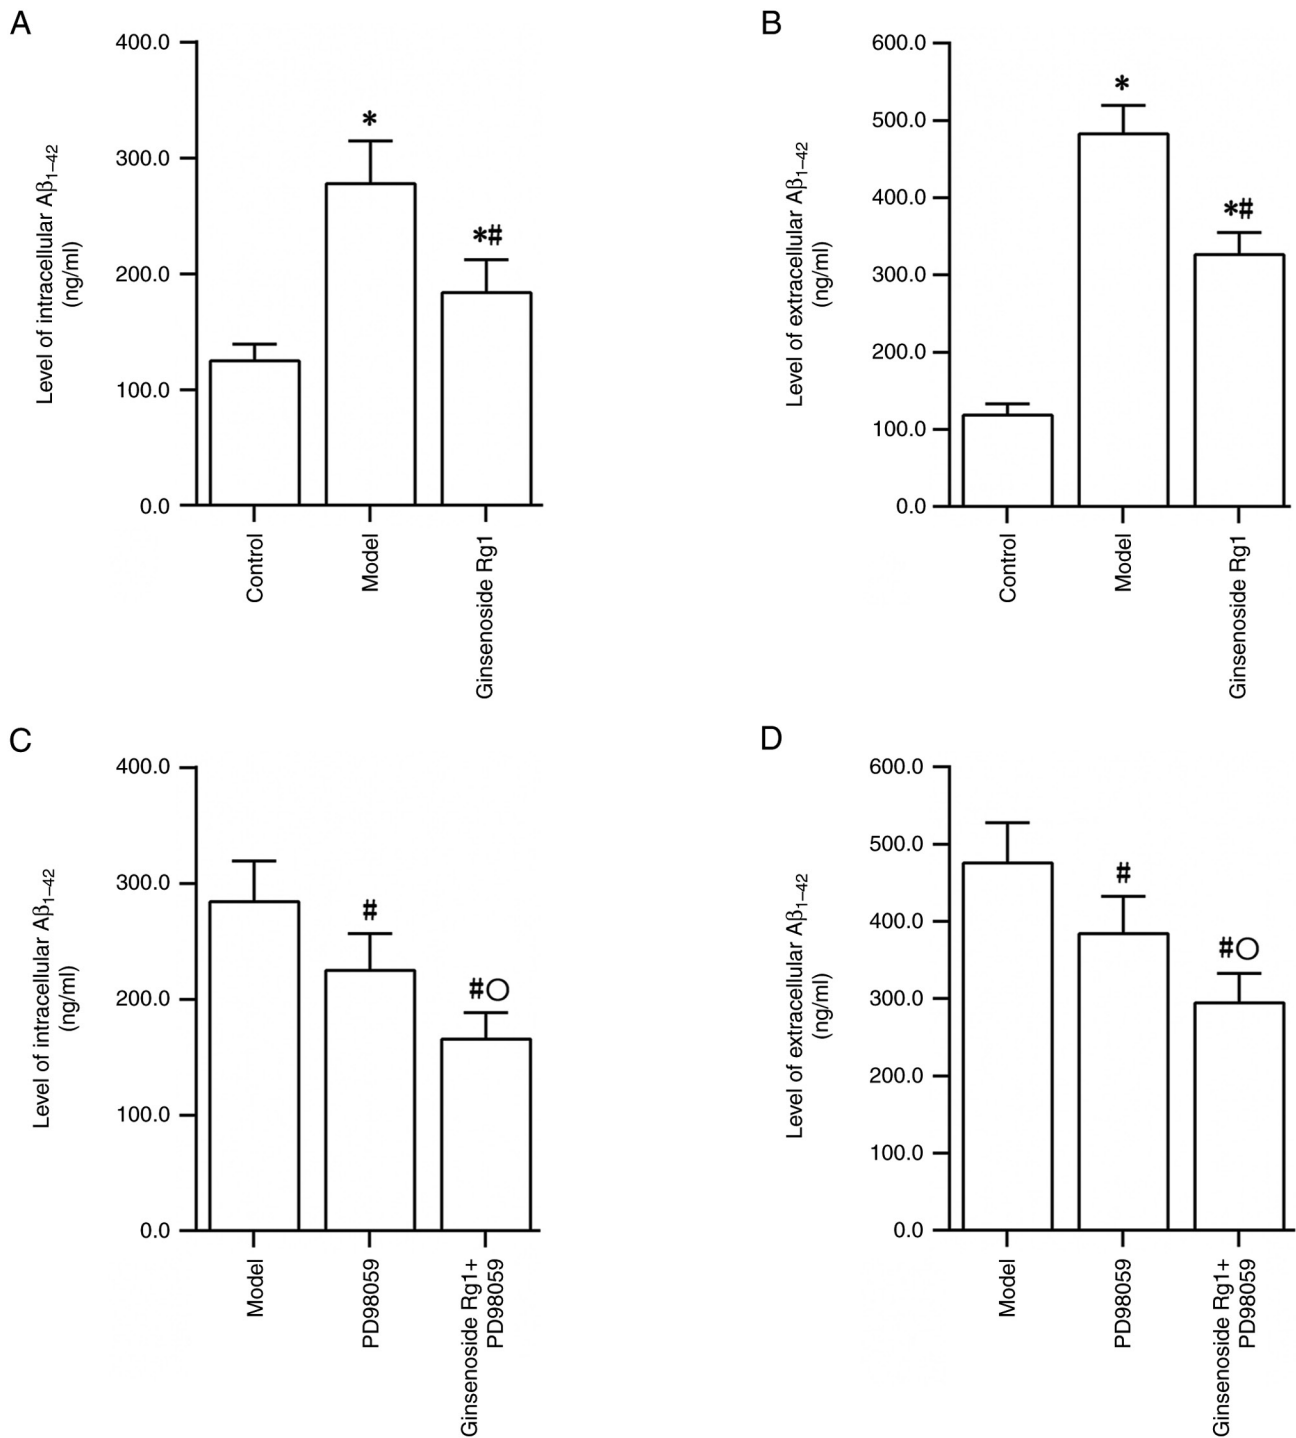 A
Level of intracellular Aβ1–42
(ng/ml)
400.0
300.0
200.0
100.0
0.0
*
*#
Control
Model
Ginsenoside Rg1
B
Level of extracellular Aβ1–42
(ng/ml)
600.0
500.0
400.0
300.0
200.0
100.0
0.0
*
*#
Control
Model
Ginsenoside Rg1
C
Level of intracellular Aβ1–42
(ng/ml)
400.0
300.0
200.0
100.0
0.0
#
#○
Model
PD98059
Ginsenoside Rg1+
PD98059
D
Level of extracellular Aβ1–42
(ng/ml)
600.0
500.0
400.0
300.0
200.0
100.0
0.0
#
#○
Model
PD98059
Ginsenoside Rg1+
PD98059